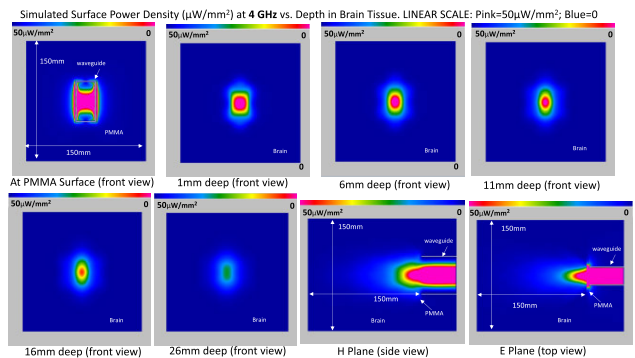 Simulated Surface Power Density (µW/mm²) at 4 GHz vs. Depth in Brain Tissue. LINEAR SCALE: Pink=50µW/mm²; Blue=0
50µW/mm² 0
150mm
waveguide
PMMA
150mm
At PMMA Surface (front view)
50µW/mm² 0
Brain
0
1mm deep (front view)
50µW/mm² 0
Brain
0
6mm deep (front view)
50µW/mm² 0
Brain
11mm deep (front view)
50µW/mm² 0
Brain
16mm deep (front view)
50µW/mm² 0
Brain
26mm deep (front view)
50µW/mm² 0
150mm
waveguide
150mm
PMMA
Brain
H Plane (side view)
50µW/mm² 0
150mm
waveguide
150mm
PMMA
Brain
E Plane (top view)